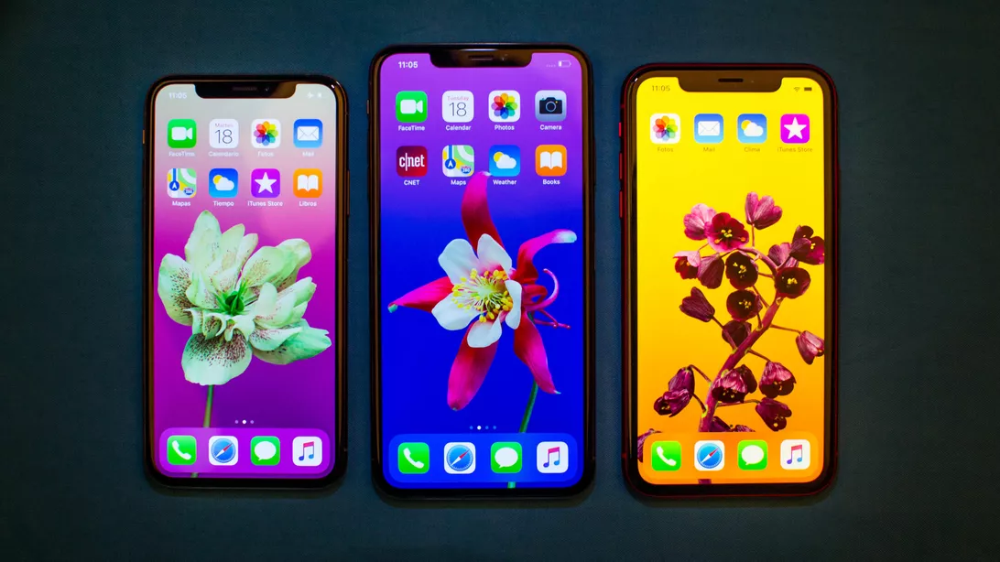 11:05
Martes
18
FaceTime Calendario Fotos Mail
Mapas Tiempo iTunes Store Libros
11:05
Tuesday
18
FaceTime Calendar Photos Camera
c|net
280
CNET Maps Weather Books
11:05
Fotos Mail Clima iTunes Store